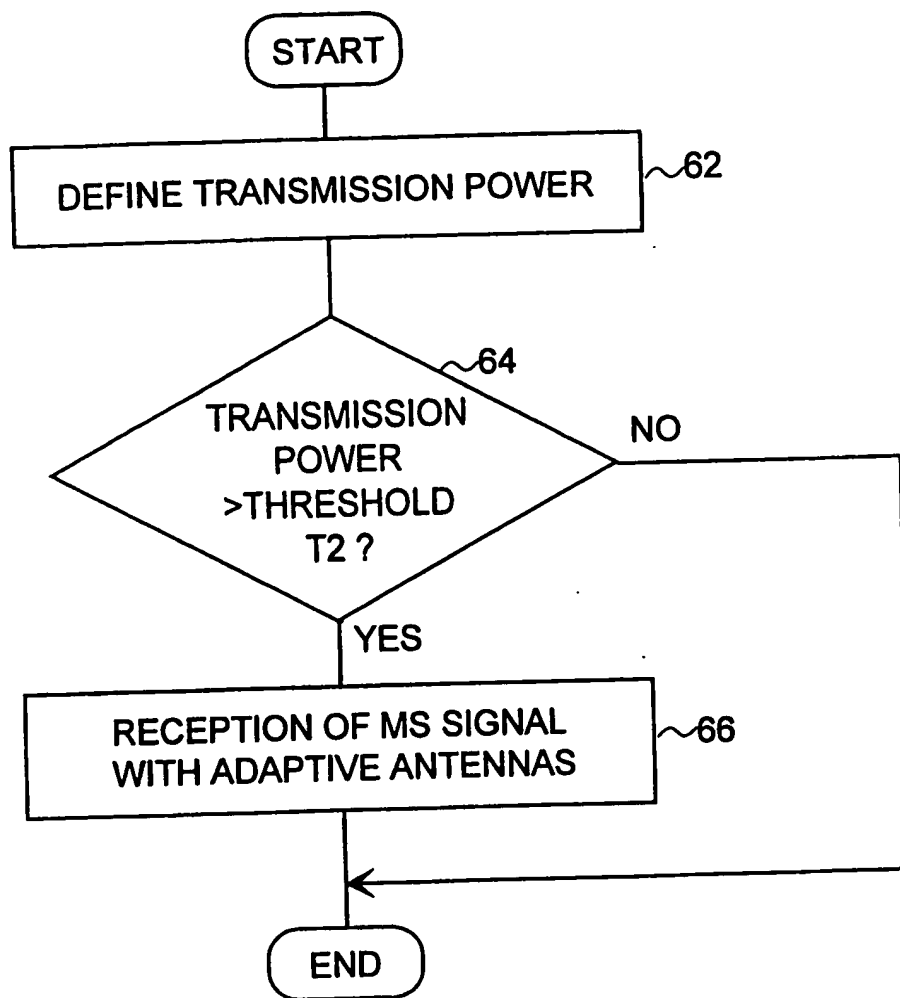 START
DEFINE TRANSMISSION POWER
62
64
TRANSMISSION
POWER
>THRESHOLD
T2 ?
NO
YES
RECEPTION OF MS SIGNAL
WITH ADAPTIVE ANTENNAS
66
END